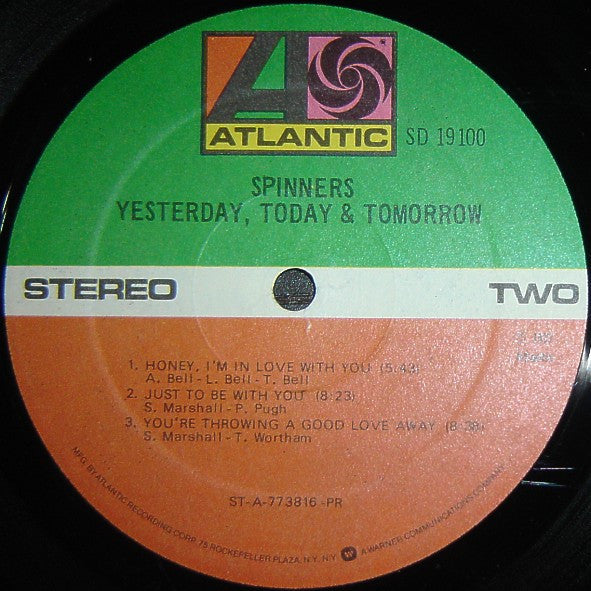 ATLANTIC SD 19100
SPINNERS
YESTERDAY, TODAY & TOMORROW
STEREO TWO
1. HONEY, I'M IN LOVE WITH YOU (5:43)
A. Bell - L. Bell - T. Bell
2. JUST TO BE WITH YOU (8:23)
S. Marshall - P. Pugh
3. YOU'RE THROWING A GOOD LOVE AWAY (8:38)
S. Marshall - T. Wortham
ST-A-773816-PR
MFG. BY ATLANTIC RECORDING CORP. 75 ROCKEFELLER PLAZA, N.Y. N.Y. A WARNER COMMUNICATIONS COMPANY